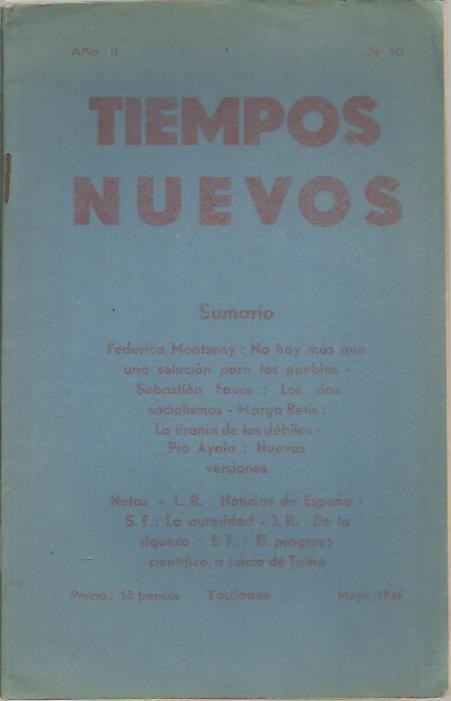 Año II Nº 10
TIEMPOS
NUEVOS
Sumario
Federica Montseny : No hay más que
una solución para los pueblos -
Sebastián Faure : Los dos
socialismos - Marga Betis :
La tiranía de los débiles -
Pío Ayala : Nuevas
versiones
Notas - L. R. : Noticias de España -
S. F. : La autoridad - J. R. : De la
riqueza - E. F. : El progreso
científico, a juicio de Taine
Precio : 15 francos Toulouse Mayo 1946